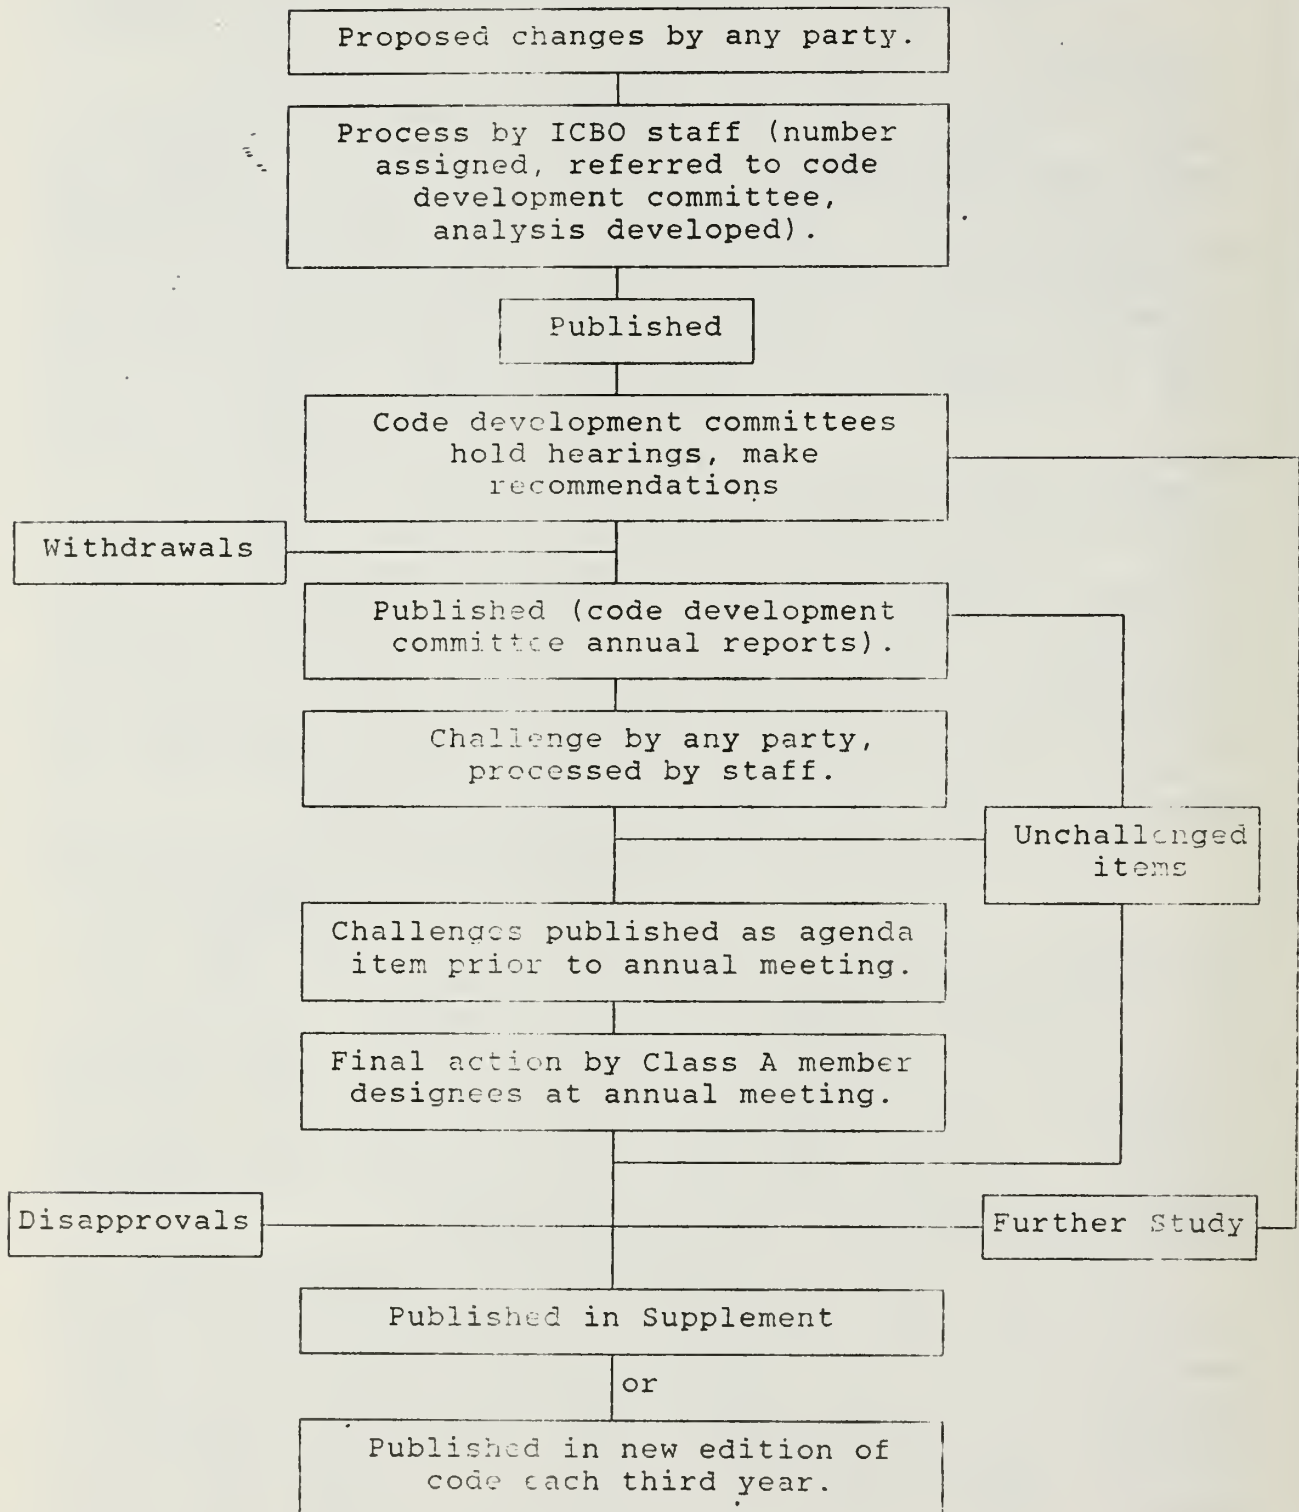 Proposed changes by any party.
Process by ICBO staff (number
assigned, referred to code
development committee,
analysis developed).
Published
Code development committees
hold hearings, make
recommendations
Withdrawals
Published (code development
committee annual reports).
Challenge by any party,
processed by staff.
Unchallenged
items
Challenges published as agenda
item prior to annual meeting.
Final action by Class A member
designees at annual meeting.
Disapprovals
Further Study
Published in Supplement
or
Published in new edition of
code each third year.